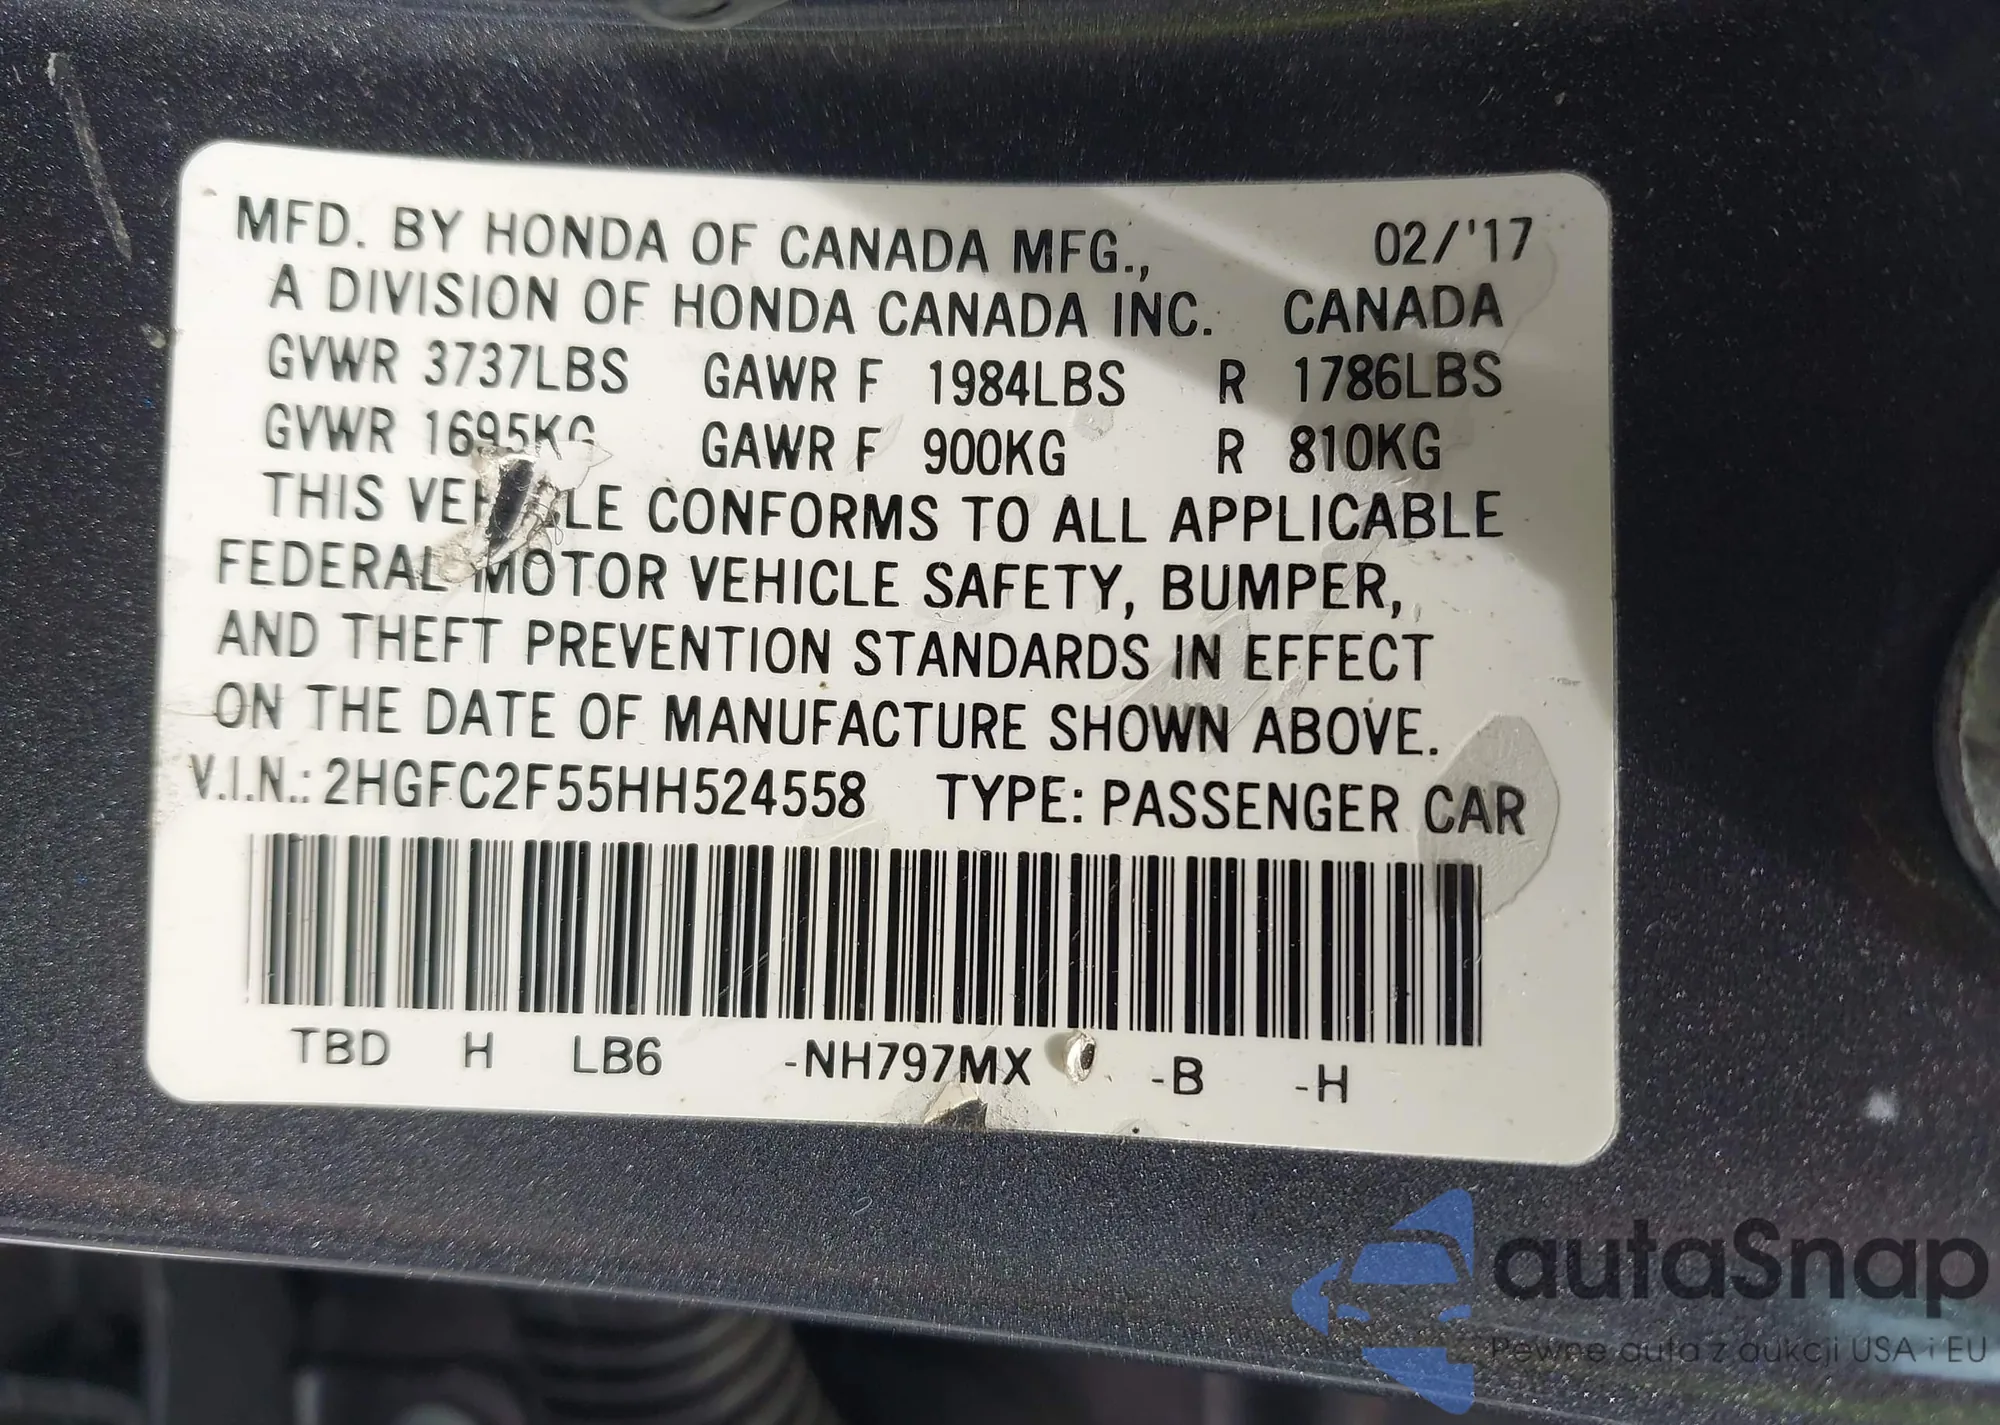 MFD. BY HONDA OF CANADA MFG., 02/'17
A DIVISION OF HONDA CANADA INC. CANADA
GVWR 3737LBS GAWR F 1984LBS R 1786LBS
GVWR 1695KG GAWR F 900KG R 810KG
THIS VEHICLE CONFORMS TO ALL APPLICABLE
FEDERAL MOTOR VEHICLE SAFETY, BUMPER,
AND THEFT PREVENTION STANDARDS IN EFFECT
ON THE DATE OF MANUFACTURE SHOWN ABOVE.
V.I.N.: 2HGFC2F55HH524558 TYPE: PASSENGER CAR
TBD H LB6 -NH797MX -B -H
autaSnap
Pewne auta z aukcji USA i EU